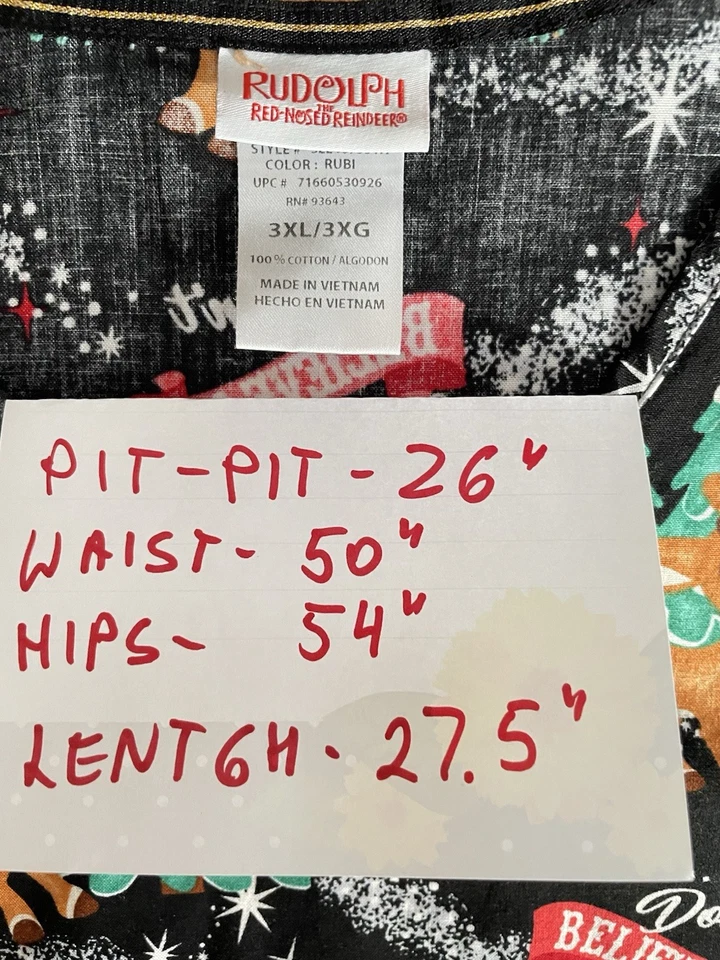 RUDOLPH
THE
RED-NOSED REINDEER®
STYLE #
COLOR : RUBI
UPC # 71660530926
RN# 93643
3XL/3XG
100 % COTTON / ALGODON
MADE IN VIETNAM
HECHO EN VIETNAM
PIT-PIT - 26"
WAIST - 50"
HIPS - 54"
LENTGH - 27.5"